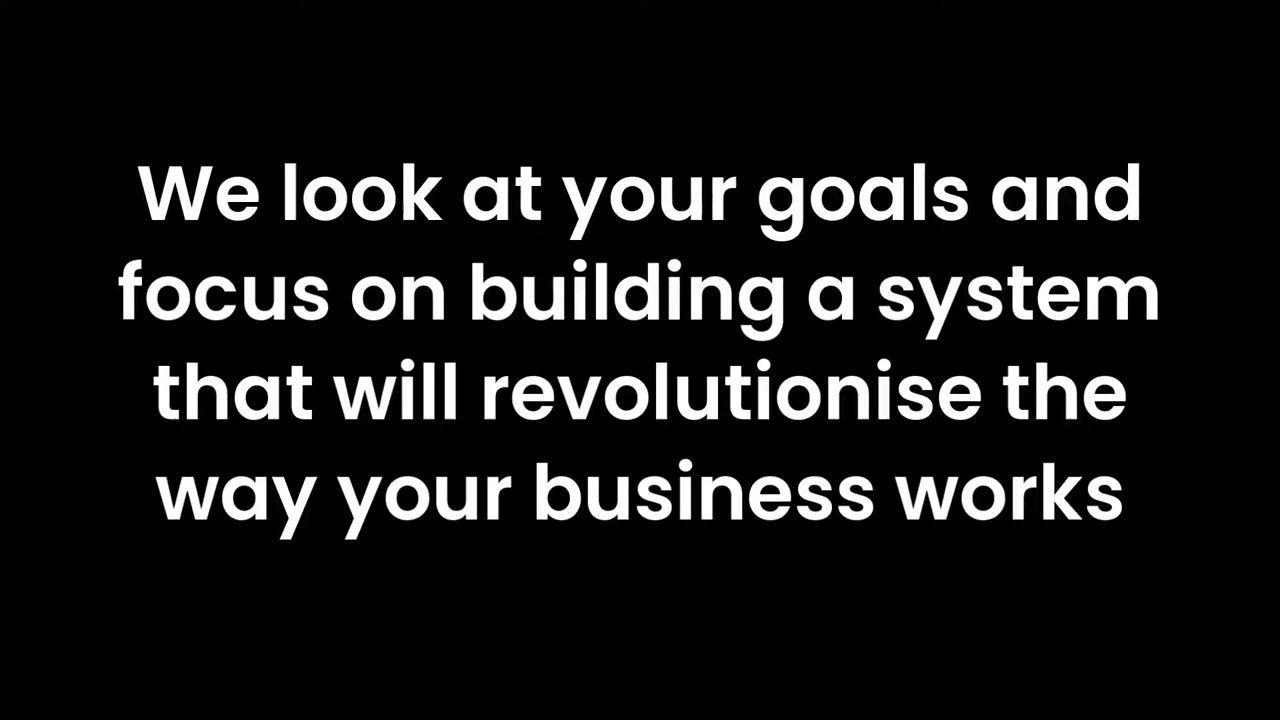 We look at your goals and
focus on building a system
that will revolutionise the
way your business works